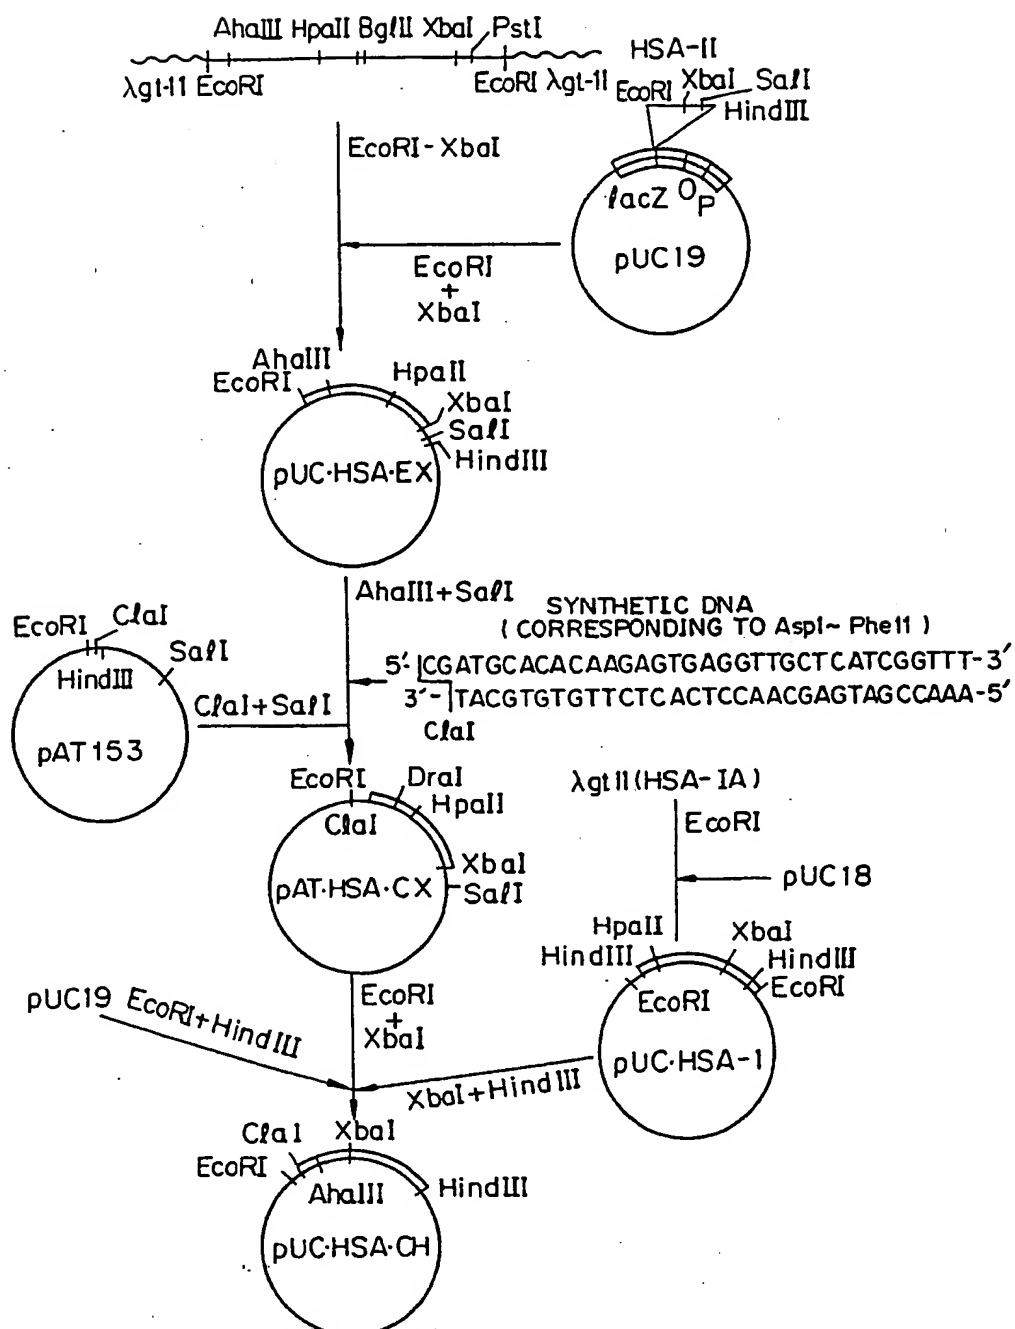 AhaIII HpaII BglII XbaI PstI
HSA-II
λgt-11 EcoRI
EcoRI λgt-11
EcoRI XbaI SalI
HindIII
EcoRI-XbaI
lacZ O P
pUC19
EcoRI
+
XbaI
AhaIII
EcoRI
HpaII
XbaI
SalI
HindIII
pUC·HSA·EX
AhaIII+SalI
SYNTHETIC DNA
(CORRESPONDING TO Asp1~ Phe11)
5'-CGATGCACACAAGAGTGAGGTTGCTCATCGGTTT-3'
3'-TACGTGTGTTCTCACTCCAACGAGTAGCCAAA-5'
ClaI
EcoRI ClaI
SalI
HindIII
ClaI+SalI
pAT153
EcoRI DraI
HpaII
ClaI
XbaI
SalI
pAT·HSA·CX
λgt11(HSA-IA)
EcoRI
pUC18
HpaII XbaI
HindIII HindIII
EcoRI EcoRI
pUC·HSA-1
EcoRI
+
XbaI
pUC19 EcoRI+HindIII
XbaI+HindIII
ClaI XbaI
EcoRI
AhaIII HindIII
pUC·HSA·CH